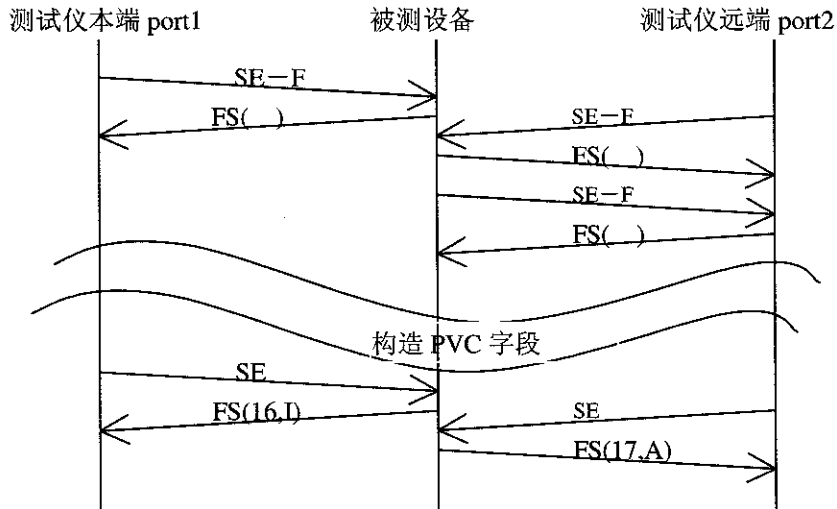 测试仪本端 port1
被测设备
测试仪远端 port2
SE－F
FS( )
SE－F
FS( )
SE－F
FS( )
构造 PVC 字段
SE
FS(16,I)
SE
FS(17,A)